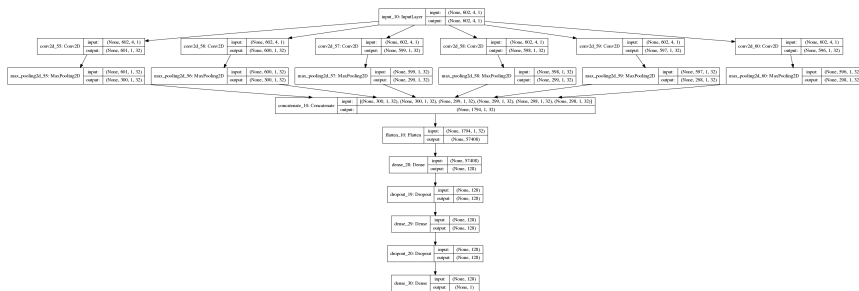 input_10: InputLayer input: (None, 602, 4, 1)
output: (None, 602, 4, 1)
conv2d_55: Conv2D input: (None, 602, 4, 1) conv2d_56: Conv2D input: (None, 602, 4, 1) conv2d_57: Conv2D input: (None, 602, 4, 1) conv2d_58: Conv2D input: (None, 602, 4, 1) conv2d_59: Conv2D input: (None, 602, 4, 1) conv2d_60: Conv2D input: (None, 602, 4, 1)
output: (None, 601, 1, 32) output: (None, 600, 1, 32) output: (None, 599, 1, 32) output: (None, 598, 1, 32) output: (None, 597, 1, 32) output: (None, 596, 1, 32)
max_pooling2d_55: MaxPooling2D input: (None, 601, 1, 32) max_pooling2d_56: MaxPooling2D input: (None, 600, 1, 32) max_pooling2d_57: MaxPooling2D input: (None, 599, 1, 32) max_pooling2d_58: MaxPooling2D input: (None, 598, 1, 32) max_pooling2d_59: MaxPooling2D input: (None, 597, 1, 32) max_pooling2d_60: MaxPooling2D input: (None, 596, 1, 32)
output: (None, 300, 1, 32) output: (None, 300, 1, 32) output: (None, 299, 1, 32) output: (None, 299, 1, 32) output: (None, 298, 1, 32) output: (None, 298, 1, 32)
concatenate_10: Concatenate input: [(None, 300, 1, 32), (None, 300, 1, 32), (None, 299, 1, 32), (None, 299, 1, 32), (None, 298, 1, 32), (None, 298, 1, 32)]
output: (None, 1794, 1, 32)
flatten_10: Flatten input: (None, 1794, 1, 32)
output: (None, 57408)
dense_28: Dense input: (None, 57408)
output: (None, 128)
dropout_19: Dropout input: (None, 128)
output: (None, 128)
dense_29: Dense input: (None, 128)
output: (None, 128)
dropout_20: Dropout input: (None, 128)
output: (None, 128)
dense_30: Dense input: (None, 128)
output: (None, 1)